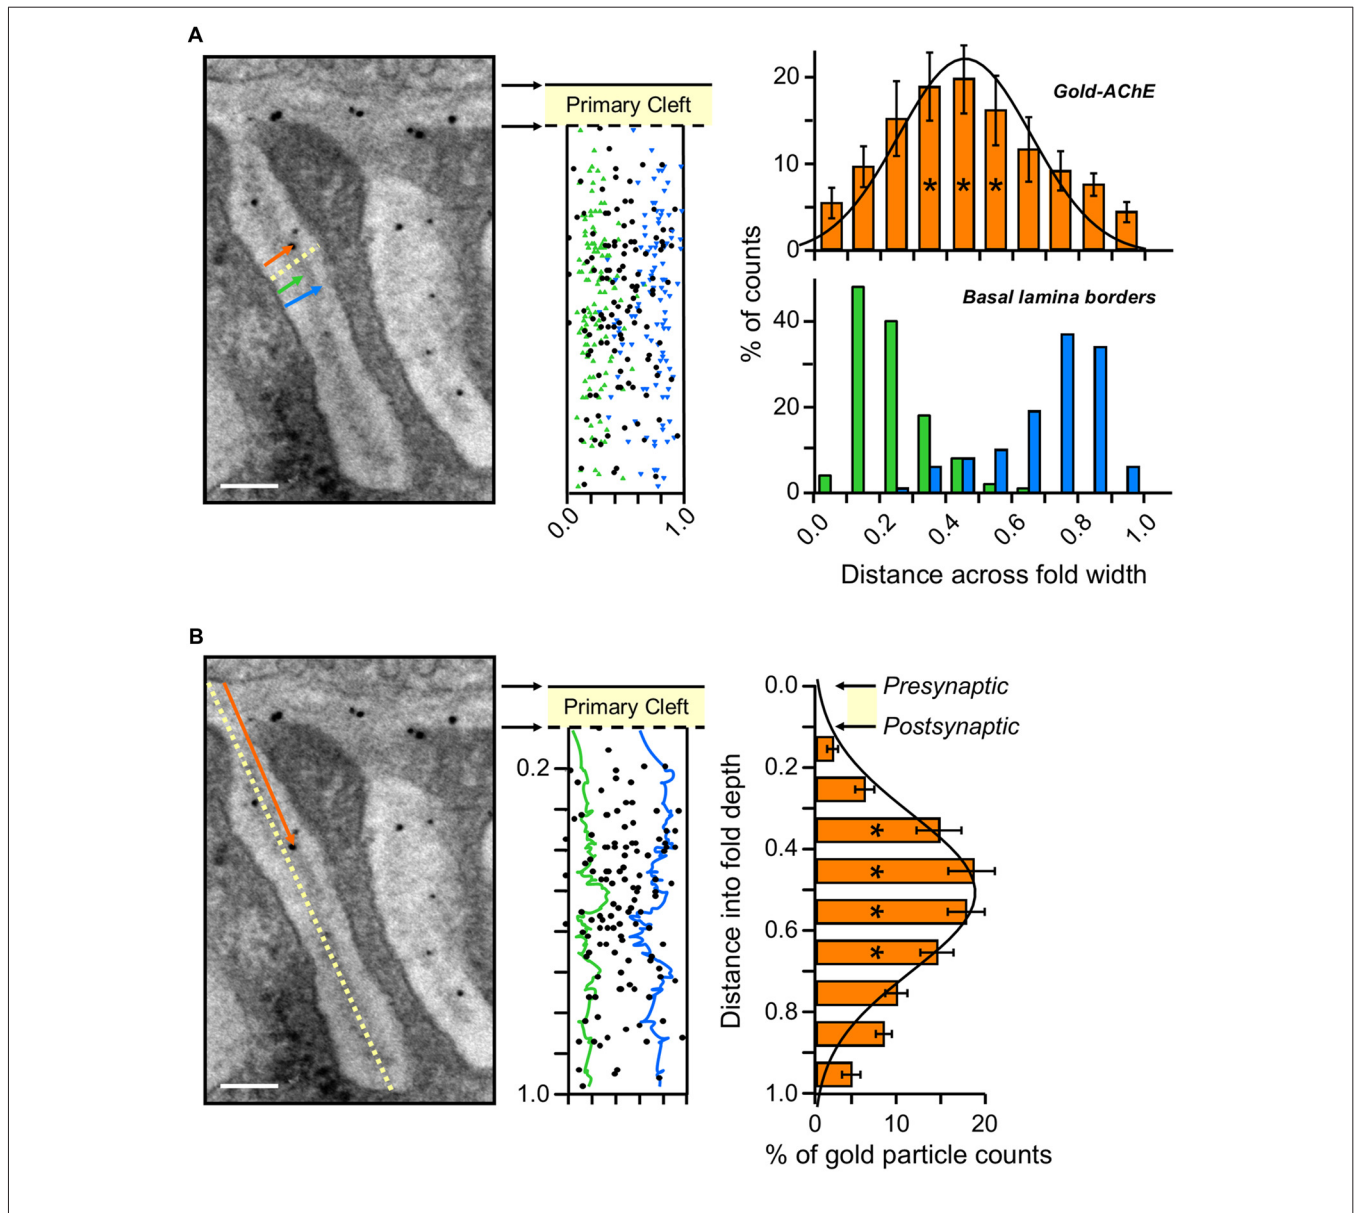 A
Primary Cleft
0.0
1.0
% of counts
20
10
0
Gold-AChE
*
*
*
40
20
0
Basal lamina borders
0.0
0.2
0.4
0.6
0.8
1.0
Distance across fold width
B
Primary Cleft
0.2
1.0
Distance into fold depth
0.0
0.2
0.4
0.6
0.8
1.0
Presynaptic
Postsynaptic
*
*
*
*
0
10
20
% of gold particle counts